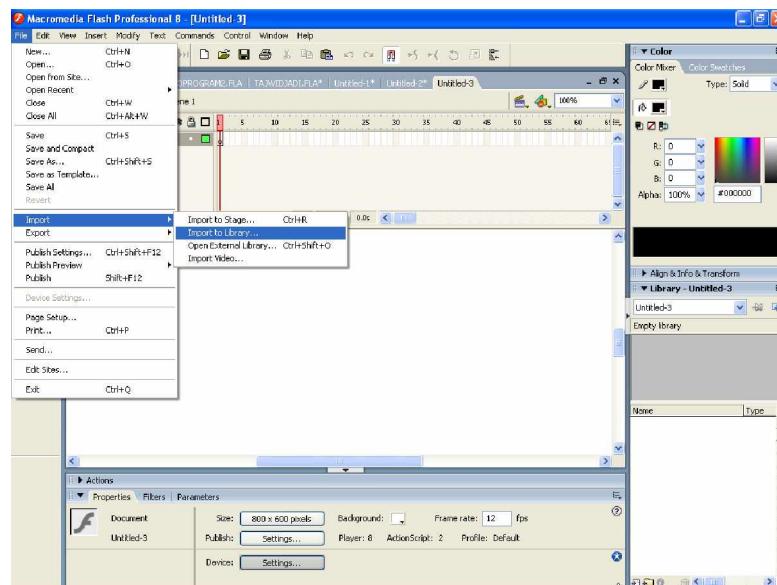 Macromedia Flash Professional 8 - [Untitled-3]
File Edit View Insert Modify Text Commands Control Window Help
New... Ctrl+N
Open... Ctrl+O
Open from Site...
Open Recent
Close Ctrl+W
Close All Ctrl+Alt+W
Save Ctrl+S
Save and Compact
Save As... Ctrl+Shift+S
Save as Template...
Save All
Revert
Import
Export
Publish Settings... Ctrl+Shift+F12
Publish Preview
Publish Shift+F12
Device Settings...
Page Setup...
Print... Ctrl+P
Send...
Edit Sites...
Exit Ctrl+Q
Import to Stage... Ctrl+R
Import to Library...
Open External Library... Ctrl+Shift+O
Import Video...
OPROGRAM2.FLA TAJWIDJADI.FLA* Untitled-1* Untitled-2* Untitled-3
ne 1 100%
1 5 10 15 20 25 30 35 40 45 50 55 60
0.0s
Color
Color Mixer Color Swatches
Type: Solid
R: 0
G: 0
B: 0
Alpha: 100% #000000
Align & Info & Transform
Library - Untitled-3
Untitled-3
Empty library
Name Type
Actions
Properties Filters Parameters
Document Size: 800 x 600 pixels Background: Frame rate: 12 fps
Untitled-3 Publish: Settings... Player: 8 ActionScript: 2 Profile: Default
Device: Settings...